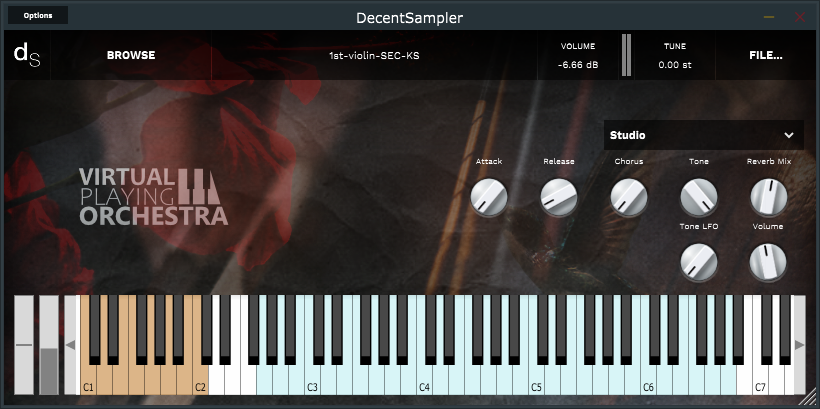 Options
DecentSampler
dS
BROWSE
1st-violin-SEC-KS
VOLUME
-6.66 dB
TUNE
0.00 st
FILE...
Studio
Attack
Release
Chorus
Tone
Reverb Mix
Tone LFO
Volume
VIRTUAL
PLAYING
ORCHESTRA
C1
C2
C3
C4
C5
C6
C7